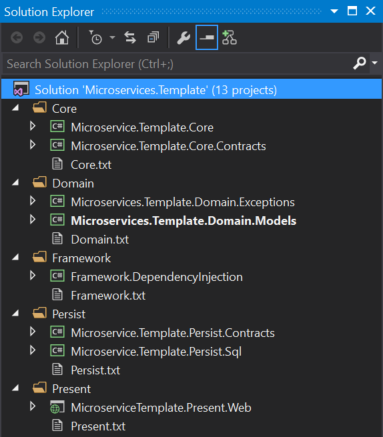 Solution Explorer
Search Solution Explorer (Ctrl+;)
Solution 'Microservices.Template' (13 projects)
Core
C# Microservice.Template.Core
C# Microservice.Template.Core.Contracts
Core.txt
Domain
C# Microservices.Template.Domain.Exceptions
C# Microservices.Template.Domain.Models
Domain.txt
Framework
C# Framework.DependencyInjection
Framework.txt
Persist
C# Microservice.Template.Persist.Contracts
C# Microservice.Template.Persist.Sql
Persist.txt
Present
MicroserviceTemplate.Present.Web
Present.txt